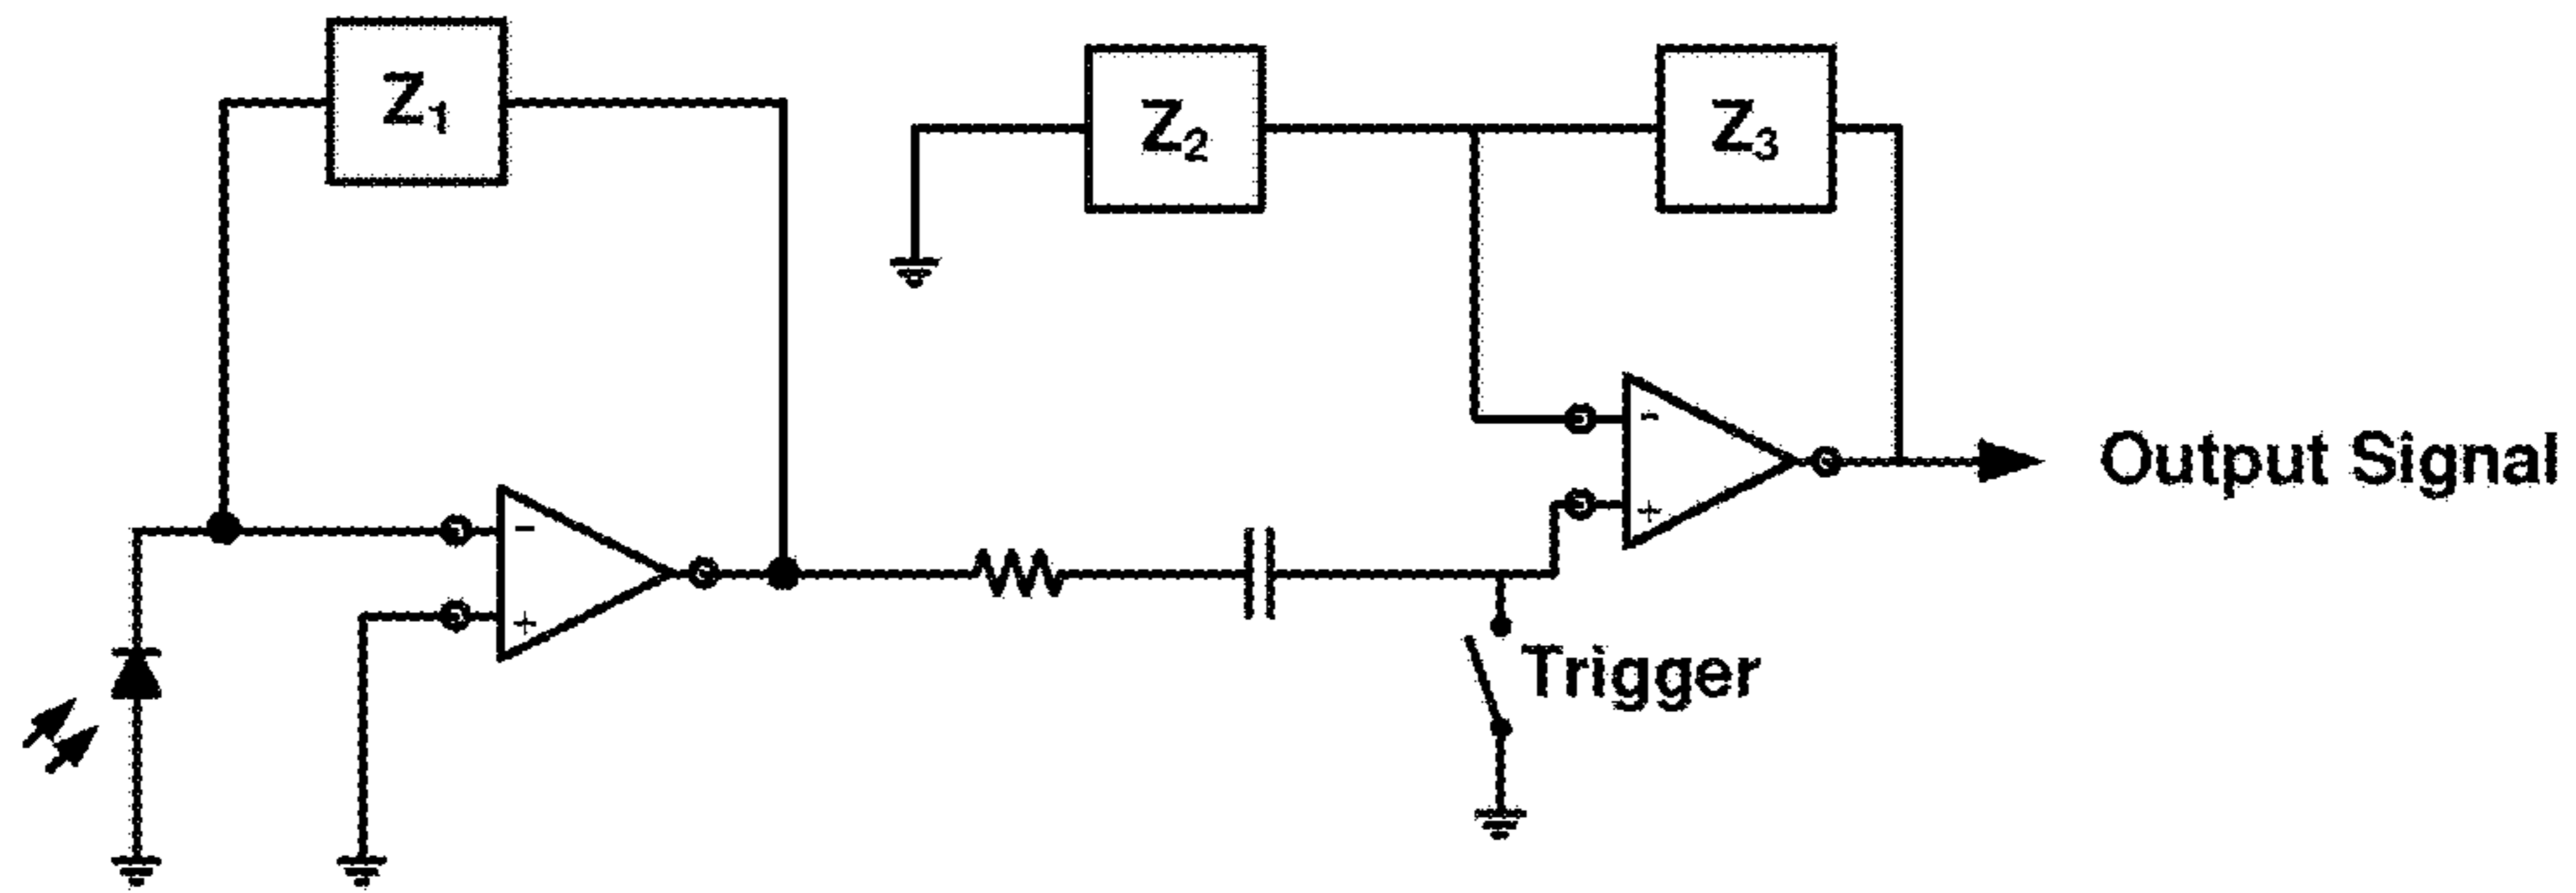 Z₁
Z₂
Z₃
-
+
-
+
Output Signal
Trigger